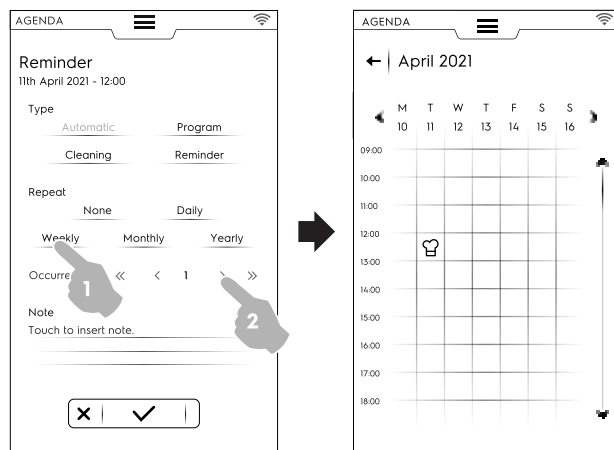 AGENDA
Reminder
11th April 2021 - 12:00
Type
Automatic Program
Cleaning Reminder
Repeat
None Daily
Weekly Monthly Yearly
Occurre « < 1 > »
1
2
Note
Touch to insert note.
AGENDA
April 2021
M T W T F S S
10 11 12 13 14 15 16
09:00
10:00
11:00
12:00
13:00
14:00
15:00
16:00
17:00
18:00